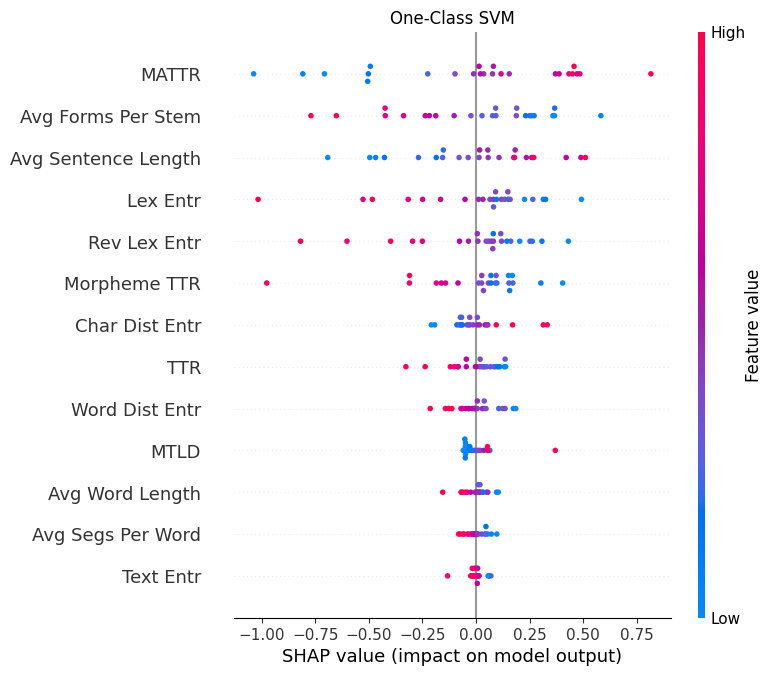 One-Class SVM
High
MATTR
Avg Forms Per Stem
Avg Sentence Length
Lex Entr
Rev Lex Entr
Morpheme TTR
Char Dist Entr
TTR
Word Dist Entr
MTLD
Avg Word Length
Avg Segs Per Word
Text Entr
Feature value
Low
−1.00 −0.75 −0.50 −0.25 0.00 0.25 0.50 0.75
SHAP value (impact on model output)